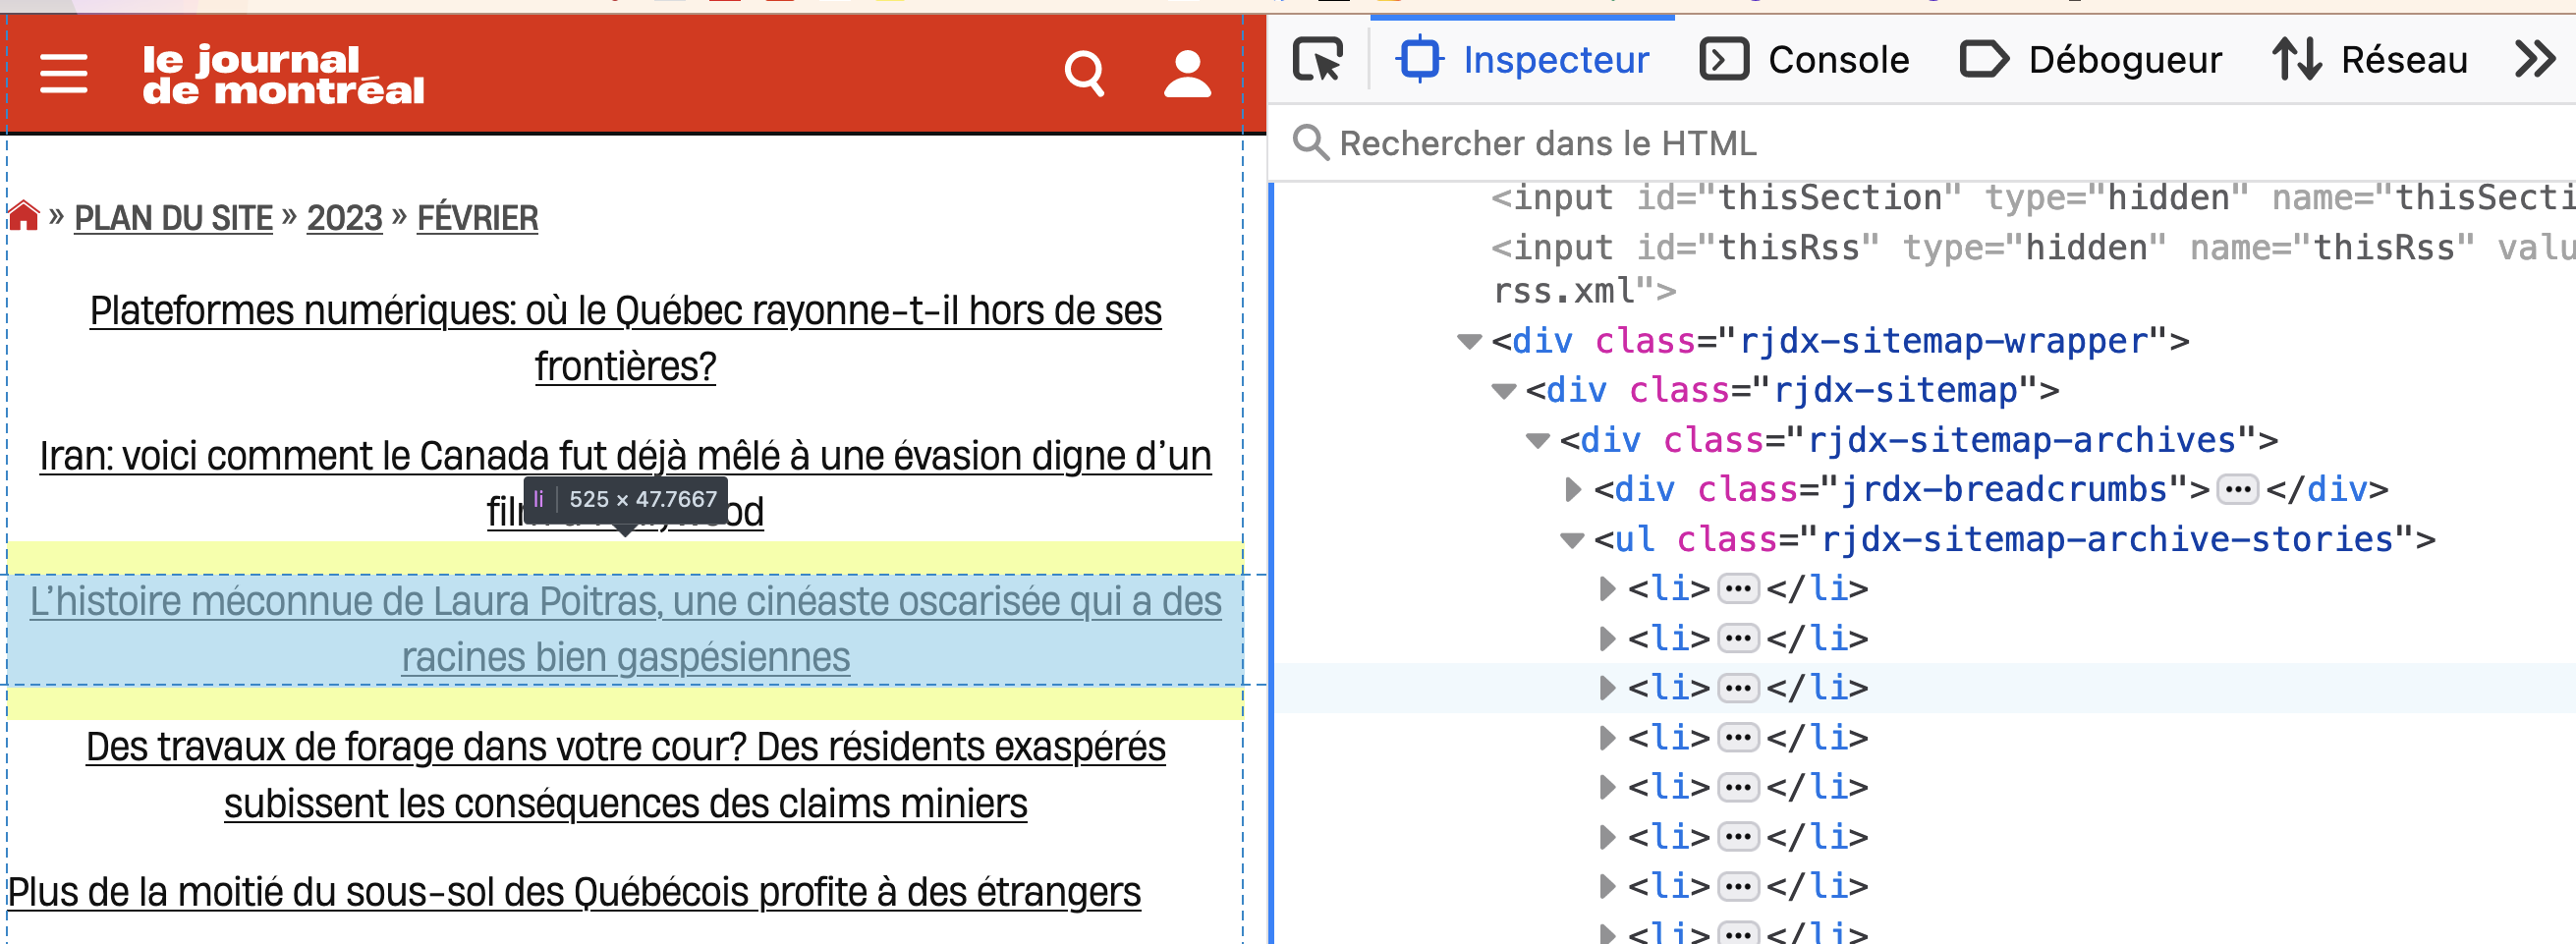 le journal
de montréal
» PLAN DU SITE » 2023 » FÉVRIER
Plateformes numériques: où le Québec rayonne-t-il hors de ses
frontières?
Iran: voici comment le Canada fut déjà mêlé à une évasion digne d’un
li 525 × 47.7667
L’histoire méconnue de Laura Poitras, une cinéaste oscarisée qui a des
racines bien gaspésiennes
Des travaux de forage dans votre cour? Des résidents exaspérés
subissent les conséquences des claims miniers
Plus de la moitié du sous-sol des Québécois profite à des étrangers
Inspecteur Console Débogueur Réseau
Rechercher dans le HTML
<input id="thisSection" type="hidden" name="thisSecti
<input id="thisRss" type="hidden" name="thisRss" valu
rss.xml">
<div class="rjdx-sitemap-wrapper">
<div class="rjdx-sitemap">
<div class="rjdx-sitemap-archives">
<div class="jrdx-breadcrumbs">…</div>
<ul class="rjdx-sitemap-archive-stories">
<li>…</li>
<li>…</li>
<li>…</li>
<li>…</li>
<li>…</li>
<li>…</li>
<li>…</li>
<li>…</li>